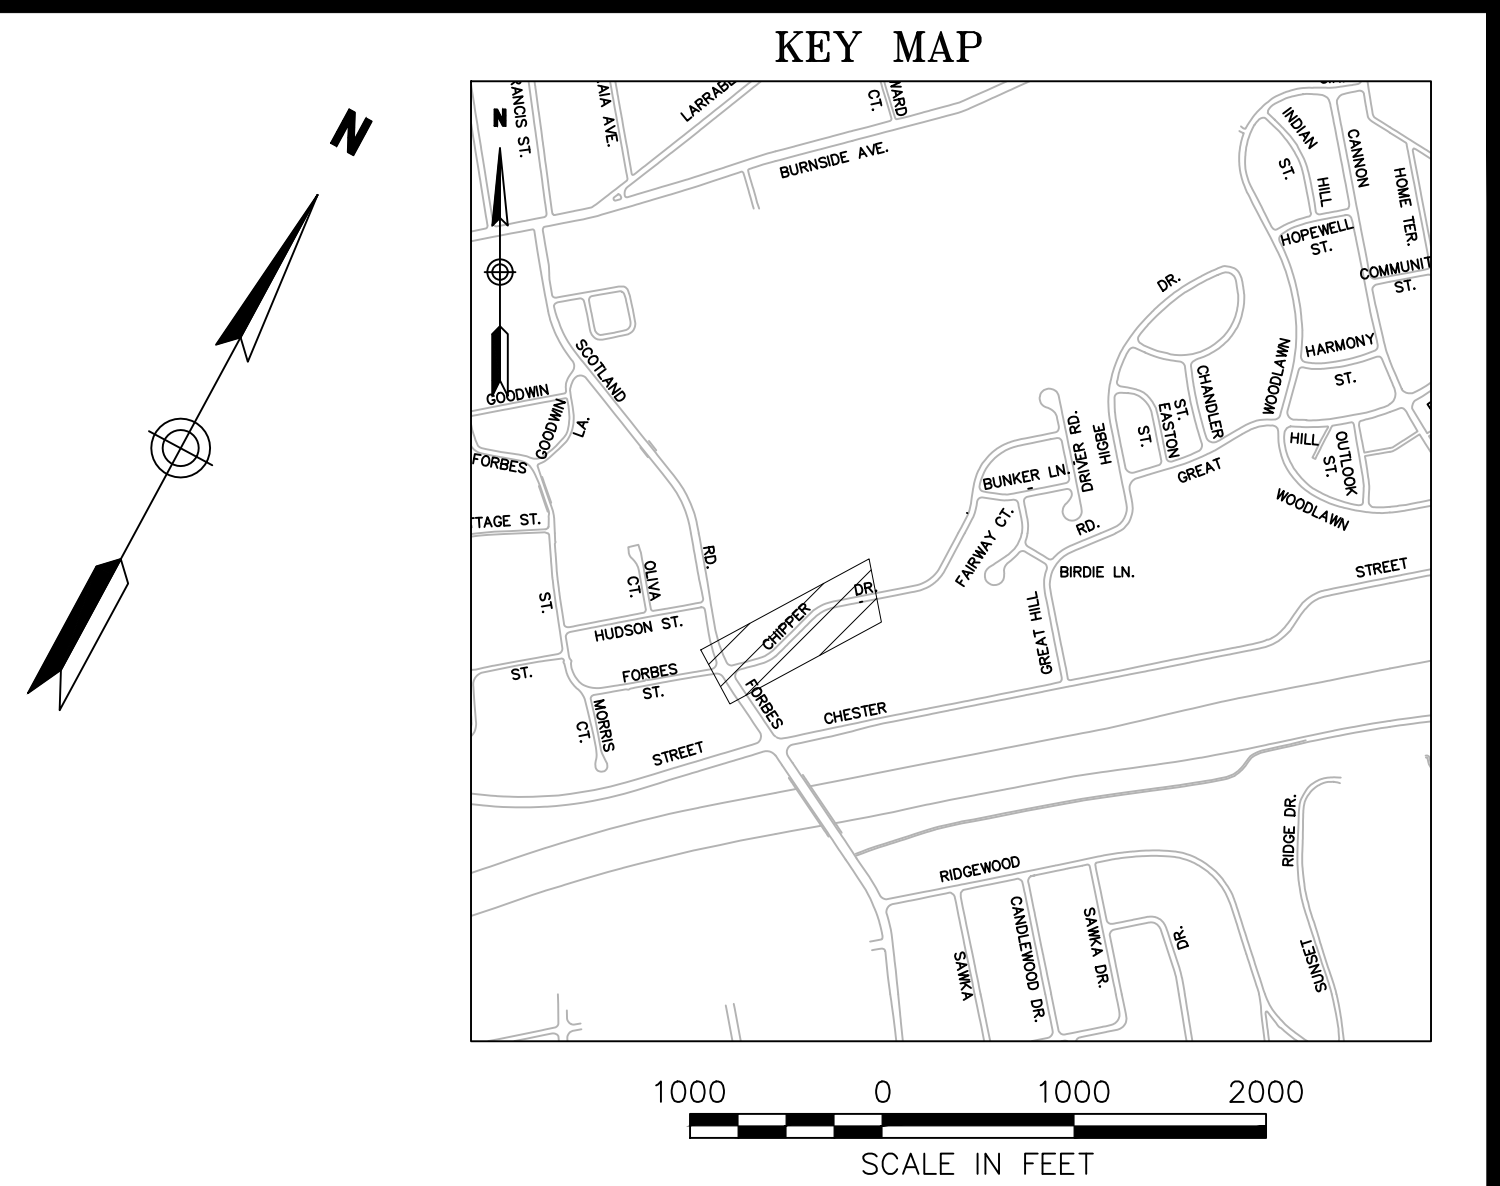 KEY MAP
N
N
RANCIS ST.
AIA AVE.
LARRABE
WARD
CT.
BURNSIDE AVE.
INDIAN
HILL
ST.
CANNON
HOME TER.
HOPEWELL
ST.
COMMUNIT
ST.
DR.
HARMONY
ST.
WOODLAWN
SCOTLAND
RD.
GOODWIN
GOODWIN
LA.
CHANDLER
ST.
EASTON
ST.
HIGBE
DRIVER RD.
HILL
OUTLOOK
ST.
FORBES
BUNKER LN.
GREAT
WOODLAWN
TAGE ST.
FAIRWAY CT.
RD.
BIRDIE LN.
STREET
OLIVA
CT.
ST.
DR.
CHIPPER
HUDSON ST.
GREAT HILL
FORBES
ST.
ST.
FORBES
CHESTER
MORRIS
CT.
STREET
RIDGE DR.
RIDGEWOOD
CANDLEWOOD DR.
SAWKA DR.
DR.
SAWKA
SUNSET
1000 0 1000 2000
SCALE IN FEET